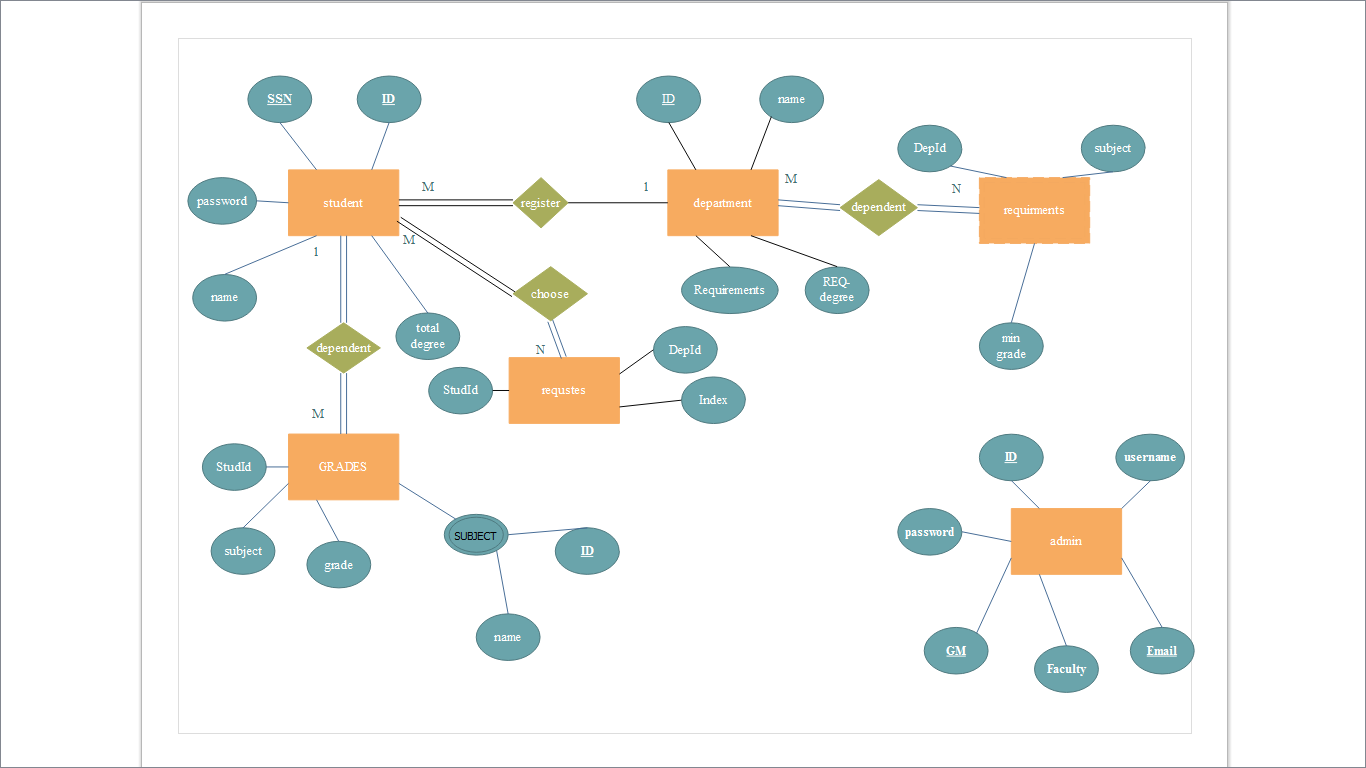 SSN
ID
ID
name
DepId
subject
password
student
M
register
1
department
M
dependent
N
requirments
M
1
name
total
degree
choose
Requirements
REQ-
degree
min
grade
dependent
N
DepId
StudId
requstes
Index
M
StudId
GRADES
subject
grade
SUBJECT
ID
name
ID
username
password
admin
GM
Faculty
Email